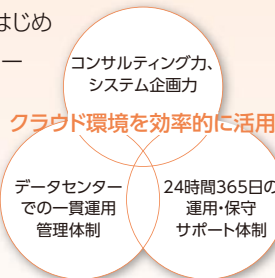 はじめ
ー
コンサルティング力、
システム企画力
クラウド環境を効率的に活用
データセンター
での一貫運用
管理体制
24時間365日の
運用・保守
サポート体制